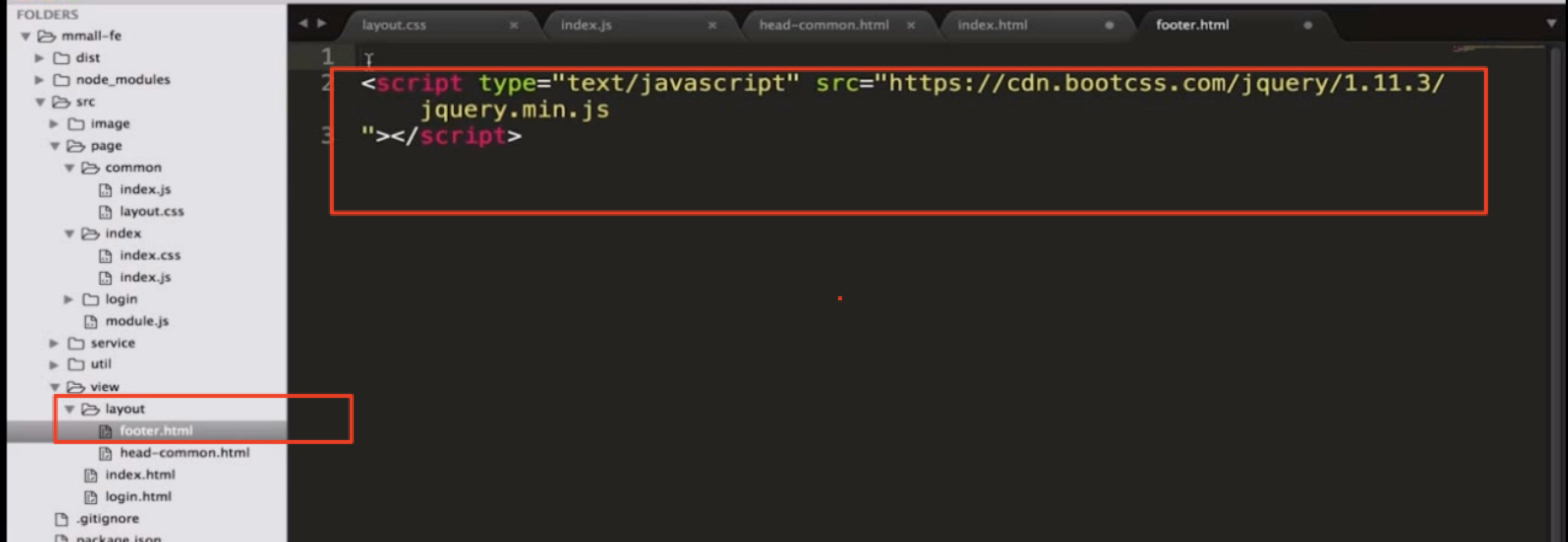 FOLDERS
mmall-fe
dist
node_modules
src
image
page
common
index.js
layout.css
index
index.css
index.js
login
module.js
service
util
view
layout
footer.html
head-common.html
index.html
login.html
.gitignore
package.json
layout.css
index.js
head-common.html
index.html
footer.html
1
2 <script type="text/javascript" src="https://cdn.bootcss.com/jquery/1.11.3/
jquery.min.js
3 "></script>